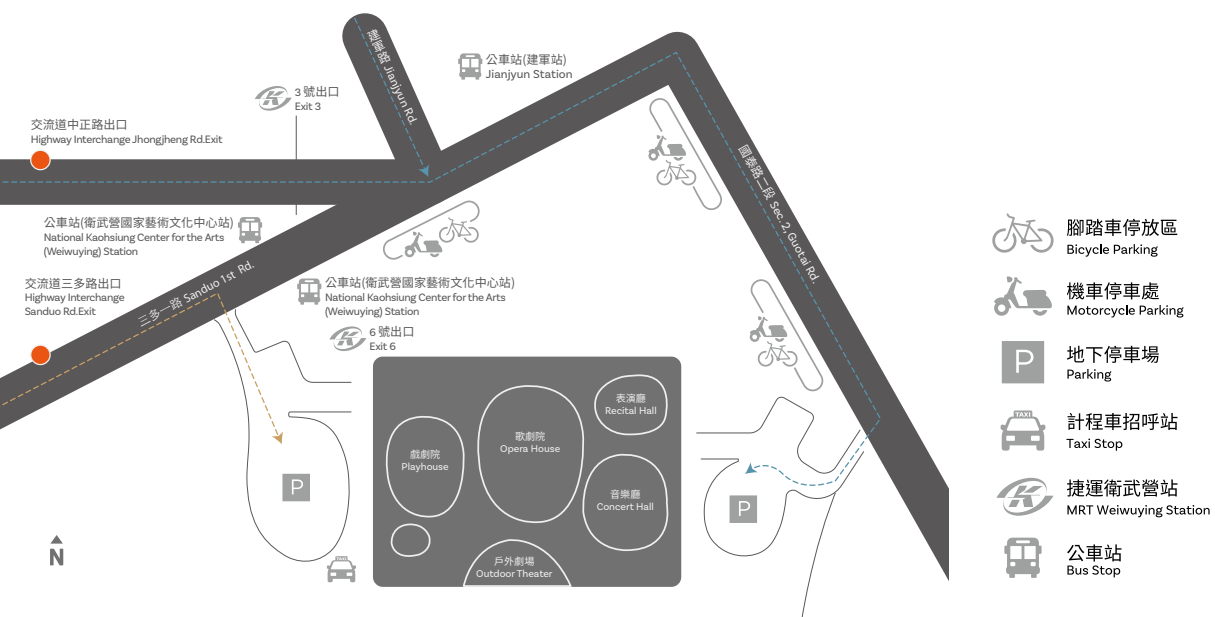 建軍路 Jianjyun Rd.
公車站(建軍站)
Jianjyun Station
3 號出口
Exit 3
交流道中正路出口
Highway Interchange Jhongjheng Rd.Exit
公車站(衛武營國家藝術文化中心站)
National Kaohsiung Center for the Arts
(Weiwuying) Station
交流道三多路出口
Highway Interchange
Sanduo Rd.Exit
三多一路 Sanduo 1st Rd.
公車站(衛武營國家藝術文化中心站)
National Kaohsiung Center for the Arts
(Weiwuying) Station
6 號出口
Exit 6
國泰路二段 Sec. 2, Guotai Rd.
表演廳
Recital Hall
歌劇院
Opera House
戲劇院
Playhouse
音樂廳
Concert Hall
戶外劇場
Outdoor Theater
P
P
TAXI
N
腳踏車停放區
Bicycle Parking
機車停車處
Motorcycle Parking
P
地下停車場
Parking
TAXI
計程車招呼站
Taxi Stop
捷運衛武營站
MRT Weiwuying Station
公車站
Bus Stop